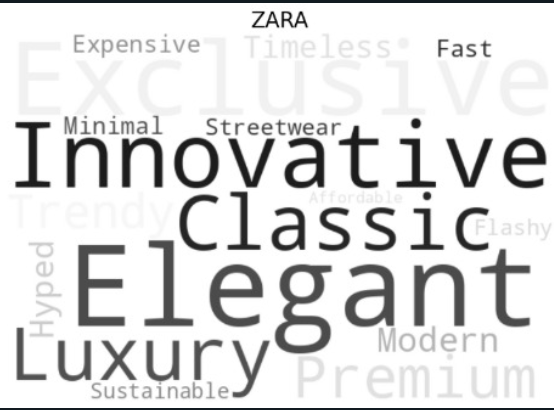 ZARA
Expensive Timeless Fast
Exclusive
Minimal Streetwear
Innovative
Affordable
Trendy Classic Flashy
Hyped Elegant
Luxury Modern
Premium
Sustainable